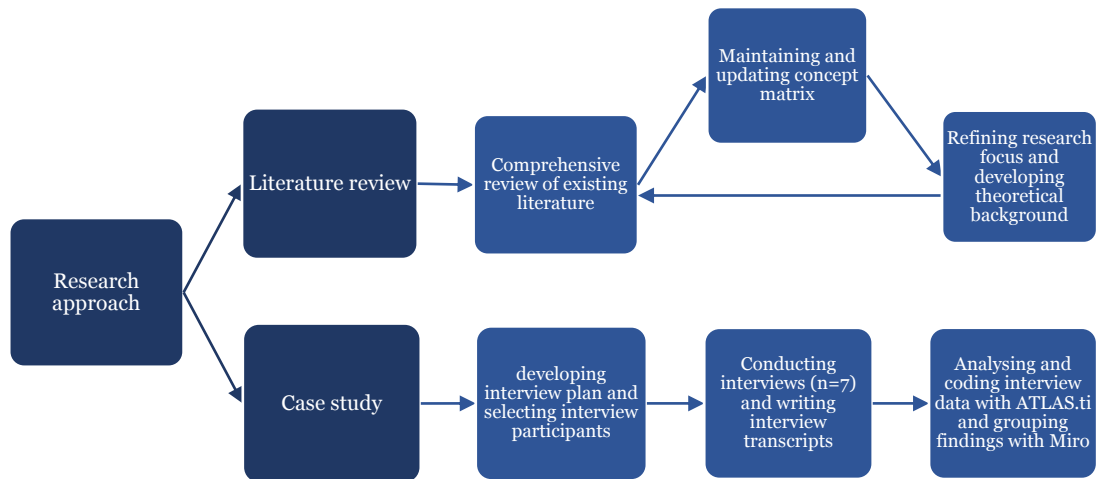 Research
approach
Literature review
Comprehensive
review of existing
literature
Maintaining and
updating concept
matrix
Refining research
focus and
developing
theoretical
background
Case study
developing
interview plan and
selecting interview
participants
Conducting
interviews (n=7)
and writing
interview
transcripts
Analysing and
coding interview
data with ATLAS.ti
and grouping
findings with Miro